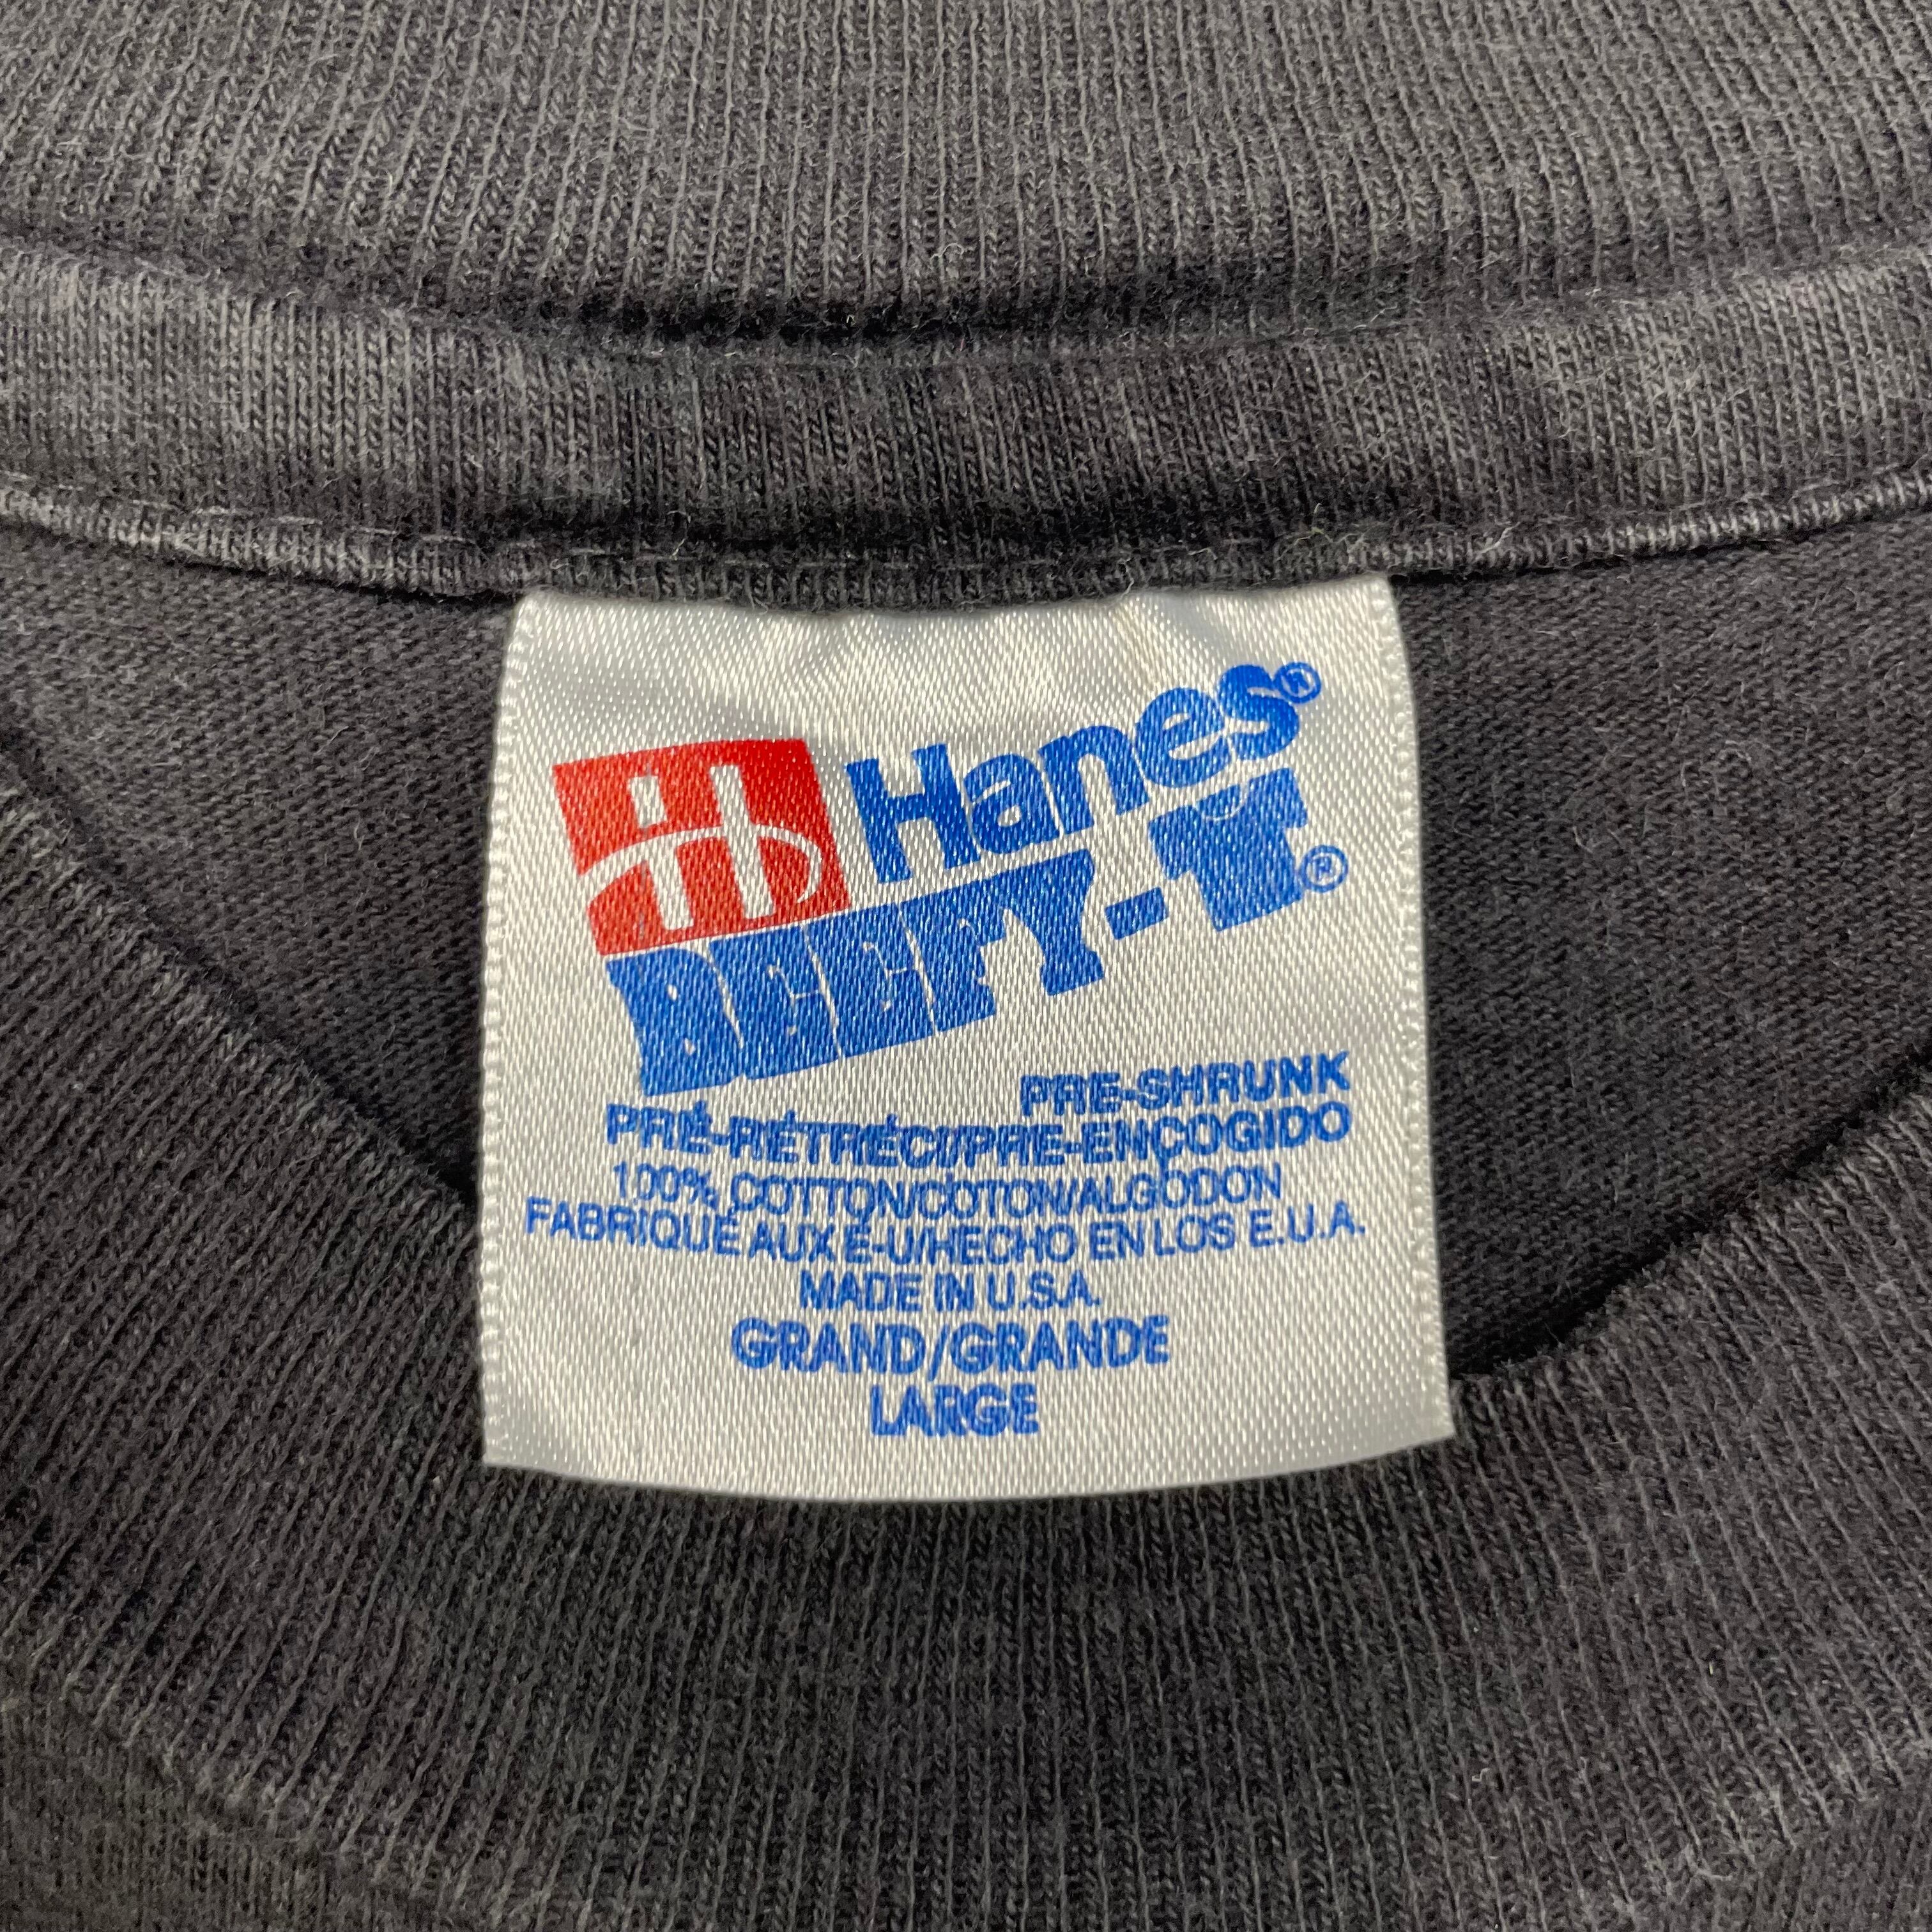 Hanes®
BEEFY-T®
PRE-SHRUNK
PRÉ-RÉTRÉCI/PRE-ENÇOGIDO
100% COTTON/COTON/ALGODON
FABRIQUÉ AUX É-U/HECHO EN LOS E.U.A.
MADE IN U.S.A.
GRAND/GRANDE
LARGE